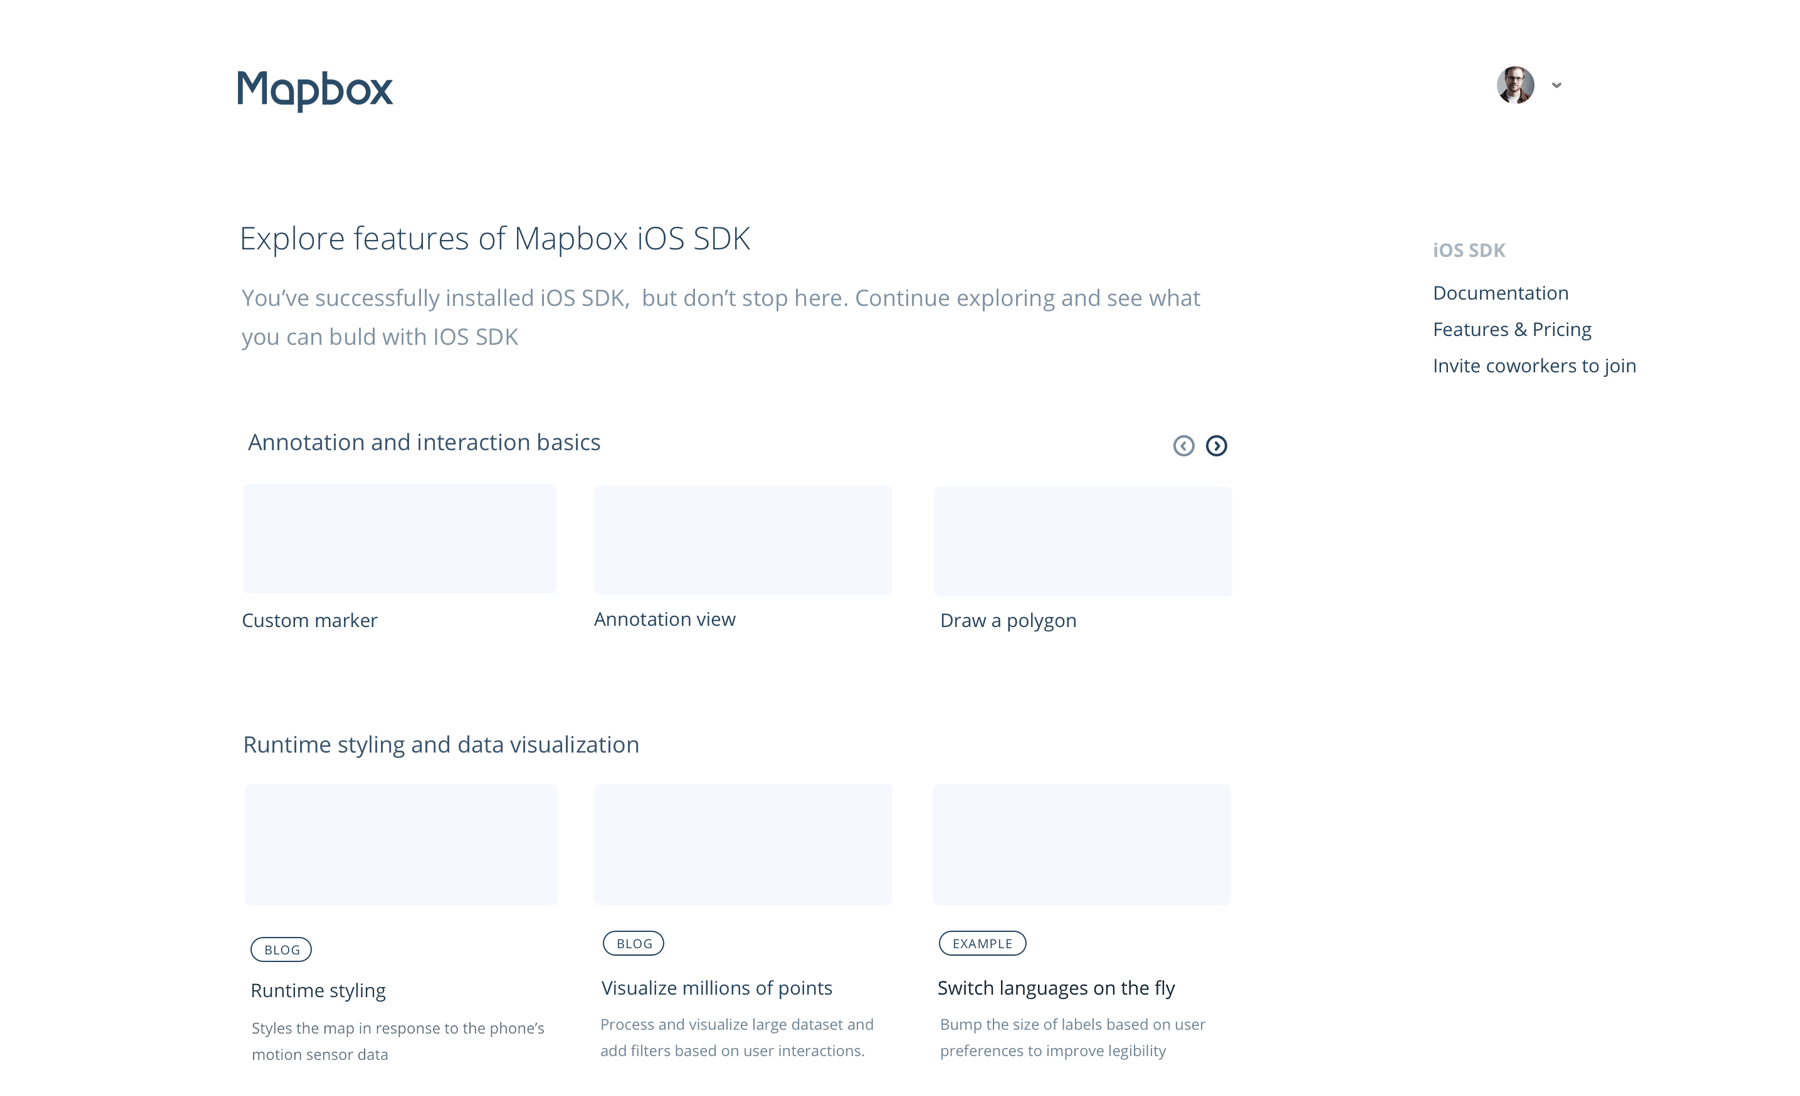 Mapbox
Explore features of Mapbox iOS SDK
You’ve successfully installed iOS SDK,  but don’t stop here. Continue exploring and see what
you can buld with IOS SDK
iOS SDK
Documentation
Features & Pricing
Invite coworkers to join
Annotation and interaction basics
Custom marker
Annotation view
Draw a polygon
Runtime styling and data visualization
BLOG
Runtime styling
Styles the map in response to the phone’s
motion sensor data
BLOG
Visualize millions of points
Process and visualize large dataset and
add filters based on user interactions.
EXAMPLE
Switch languages on the fly
Bump the size of labels based on user
preferences to improve legibility